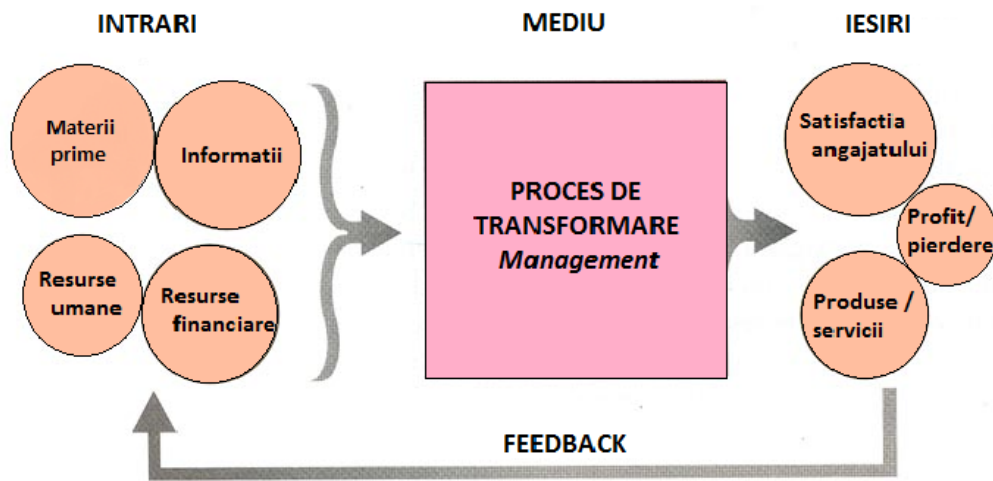 INTRARI
MEDIU
IESIRI
Materii
prime
Informatii
Resurse
umane
Resurse
financiare
PROCES DE
TRANSFORMARE
Management
Satisfactia
angajatului
Profit/
pierdere
Produse /
servicii
FEEDBACK